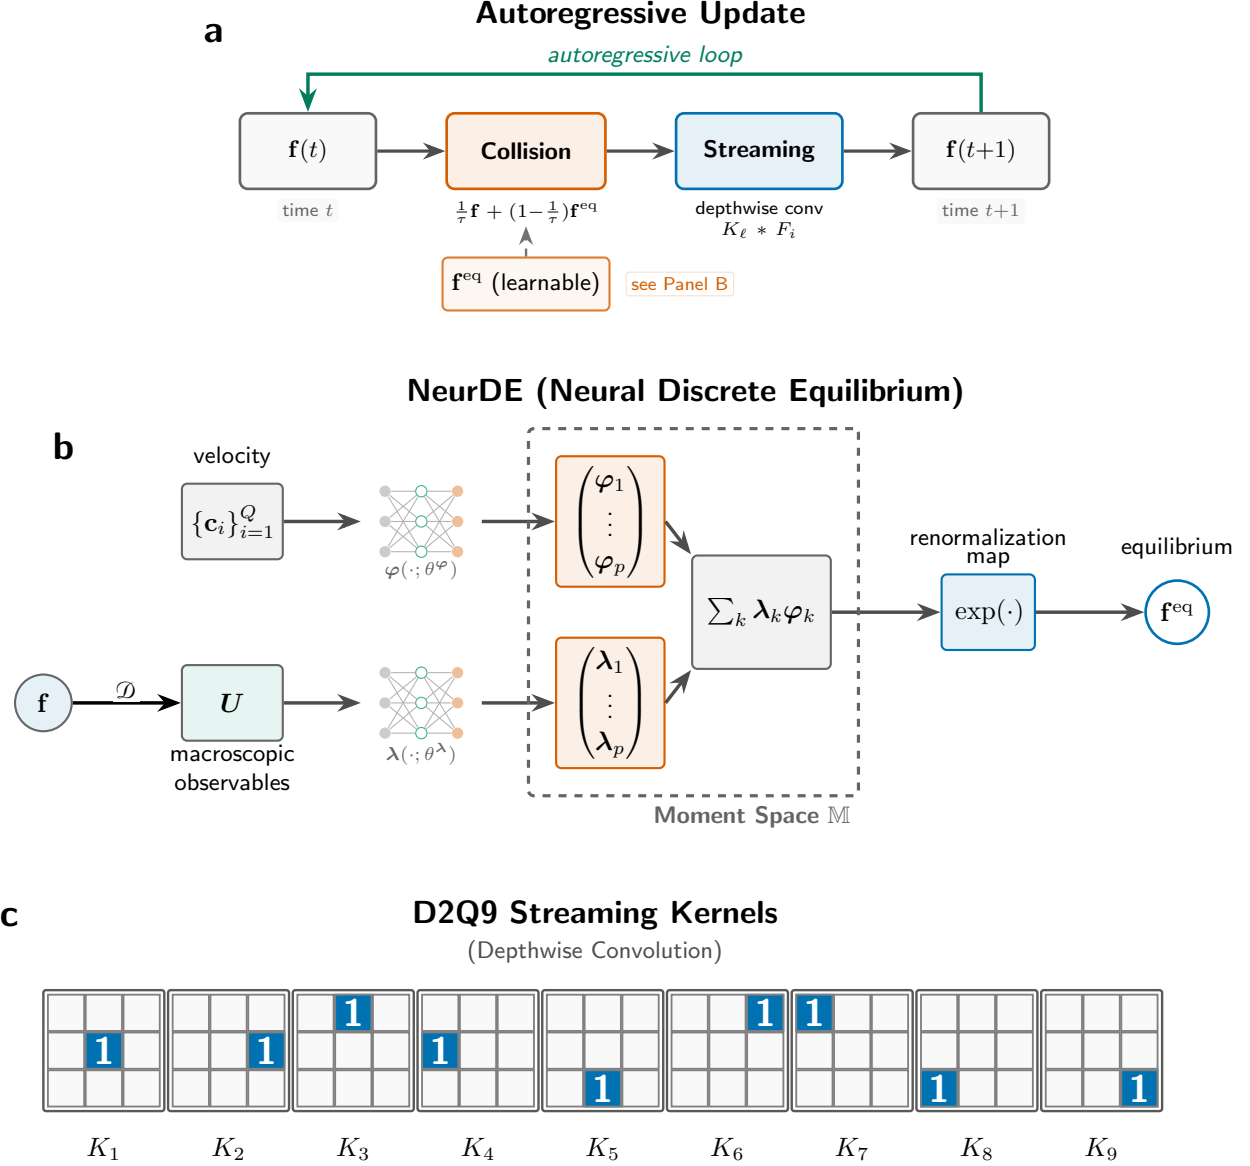 Autoregressive Update
a
autoregressive loop
f(t)
Collision
Streaming
f(t+1)
time t
1/τ f + (1−1/τ)f^eq
depthwise conv
K_ℓ ∗ F_i
time t+1
f^eq (learnable)
see Panel B
NeurDE (Neural Discrete Equilibrium)
b
velocity
{c_i}_{i=1}^Q
φ(·; θ^φ)
φ_1
⋮
φ_p
∑_k λ_k φ_k
renormalization
map
exp(·)
equilibrium
f^eq
f
𝒟
U
macroscopic
observables
λ(·; θ^λ)
λ_1
⋮
λ_p
Moment Space 𝕄
c
D2Q9 Streaming Kernels
(Depthwise Convolution)
1 1 1 1 1 1 1 1 1
K_1 K_2 K_3 K_4 K_5 K_6 K_7 K_8 K_9